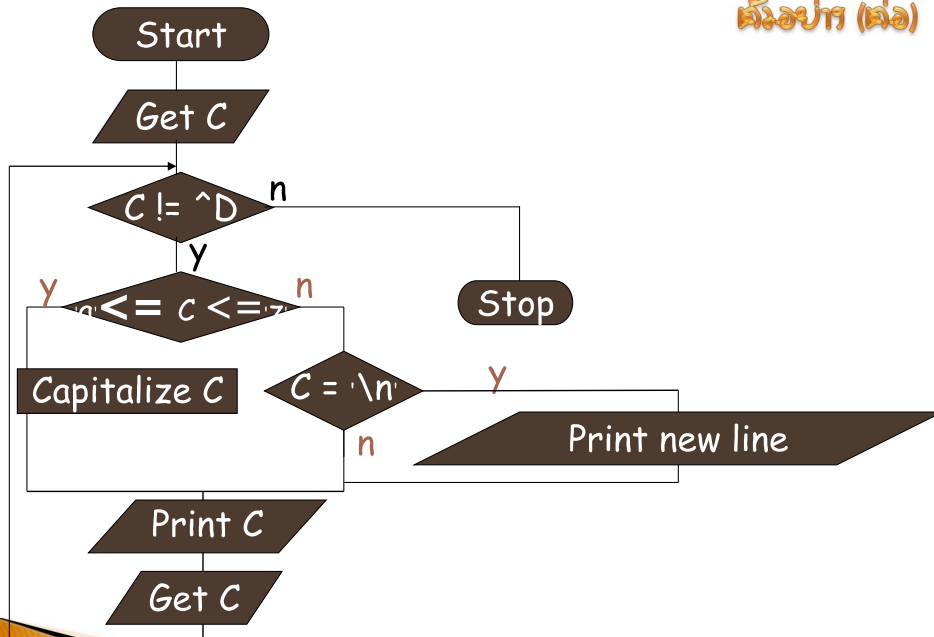 ตัวอย่าง (ต่อ)
Start
Get C
C != ^D
n
y
y
'a'<= C <='z'
n
Stop
Capitalize C
C = '\n'
y
n
Print new line
Print C
Get C